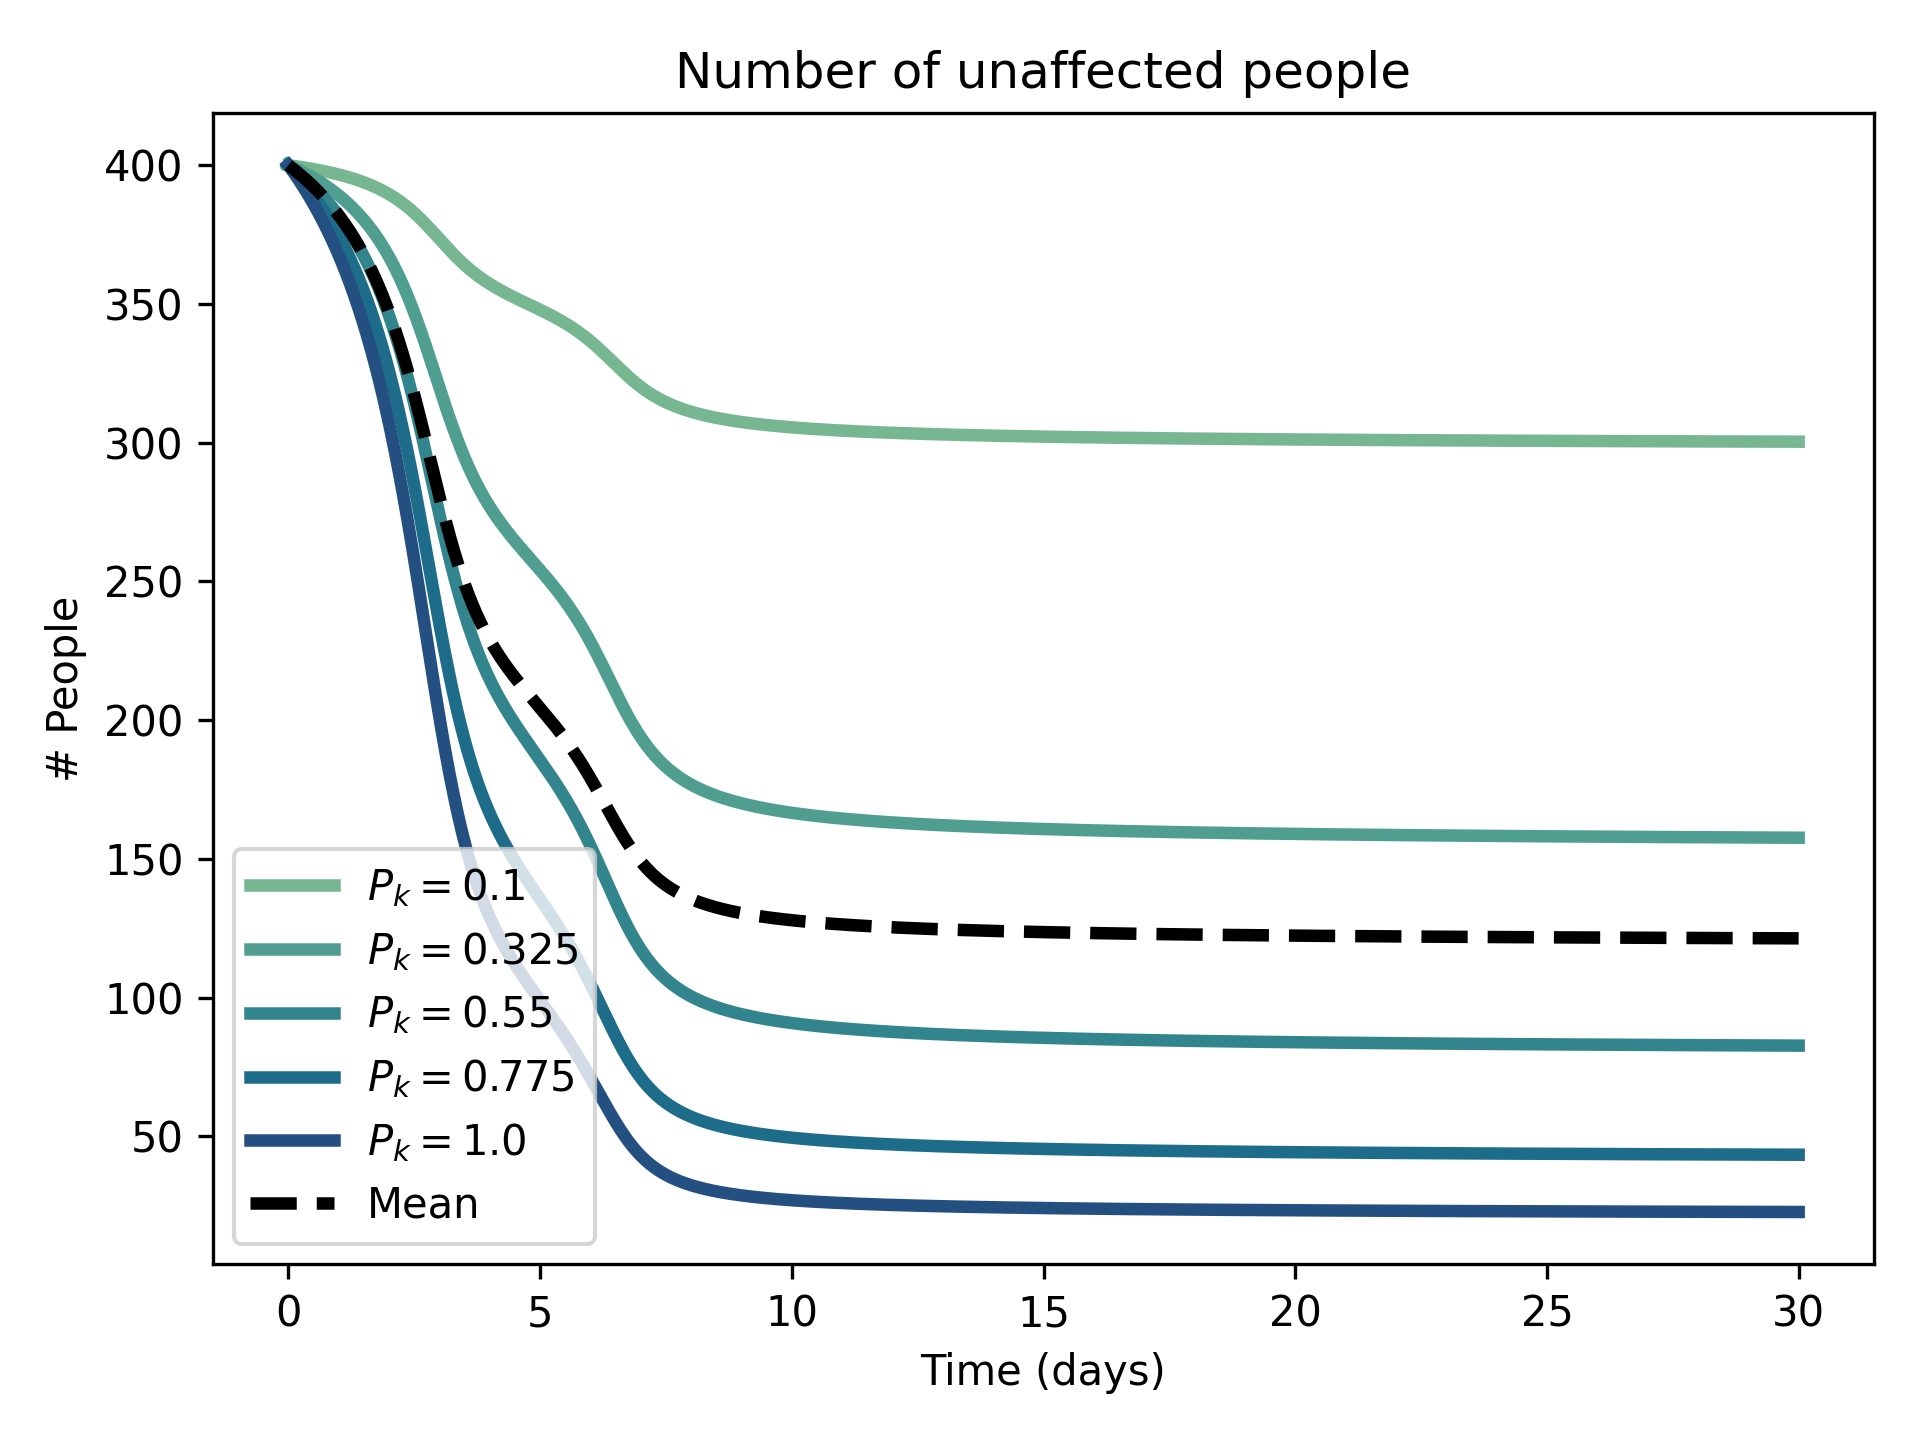 Number of unaffected people
# People
400
350
300
250
200
150
100
50
P_k = 0.1
P_k = 0.325
P_k = 0.55
P_k = 0.775
P_k = 1.0
Mean
0 5 10 15 20 25 30
Time (days)